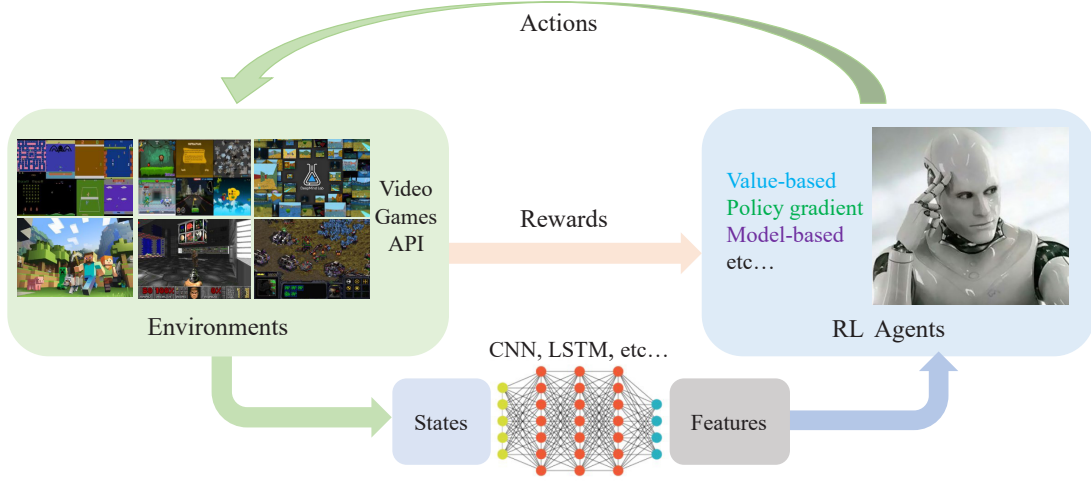 Actions
Video
Games
API
Environments
Rewards
Value-based
Policy gradient
Model-based
etc…
RL Agents
CNN, LSTM, etc…
States
Features